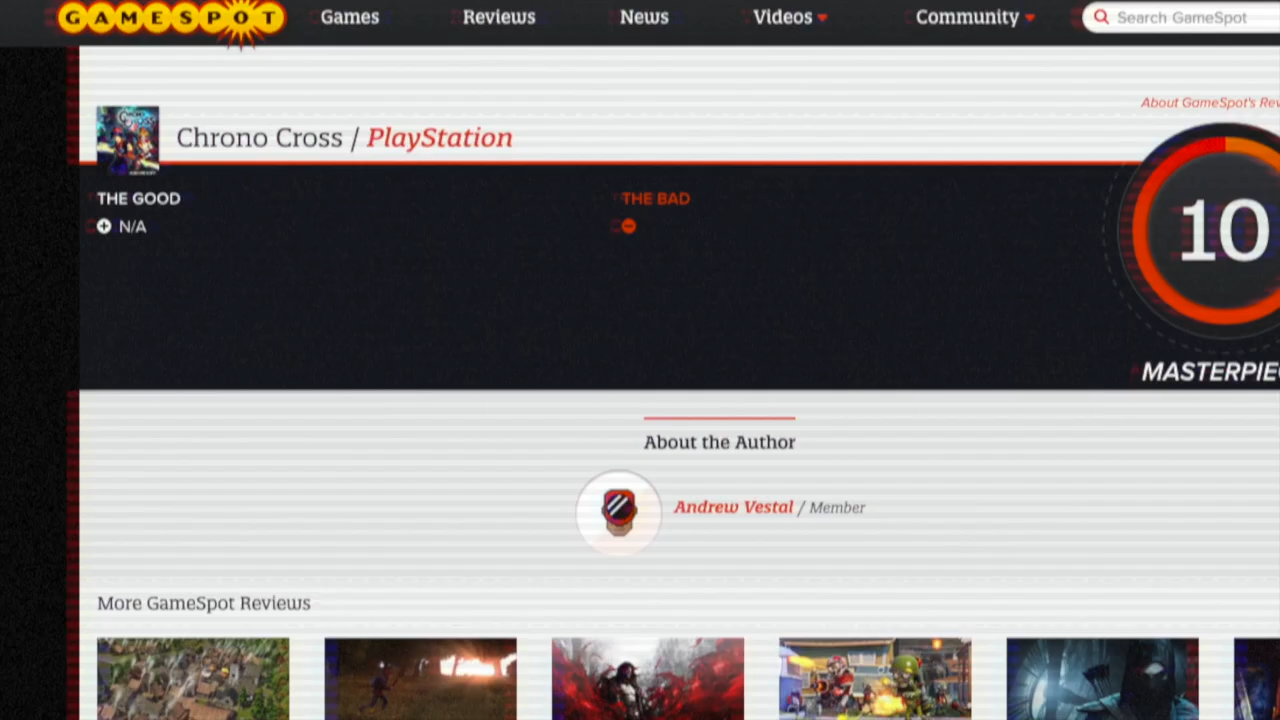 GAMESPOT Games Reviews News Videos Community Search GameSpot
About GameSpot's Rev
Chrono Cross / PlayStation
THE GOOD THE BAD
N/A
10
MASTERPIE
About the Author
Andrew Vestal / Member
More GameSpot Reviews